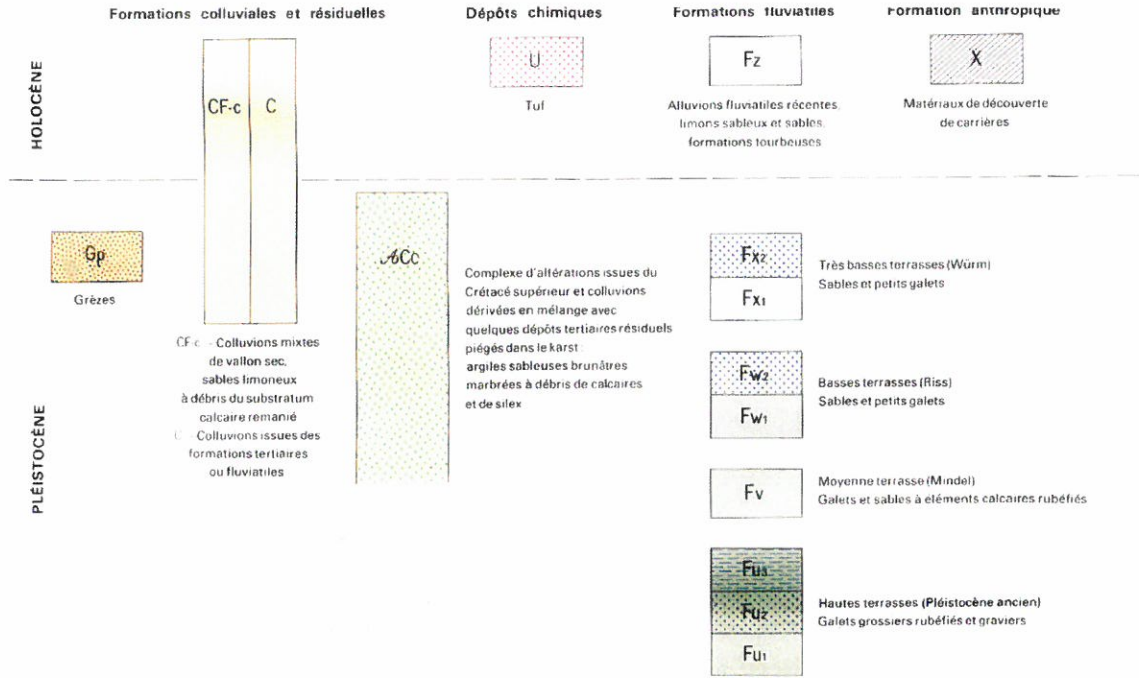 Formations colluviales et résiduelles
Dépôts chimiques
Formations fluviatiles
Formation anthropique
HOLOCÈNE
CF-c
C
U
Tuf
Fz
Alluvions fluviatiles récentes,
limons sableux et sables,
formations tourbeuses
X
Matériaux de découverte
de carrières
PLÉISTOCÈNE
Gp
Grèzes
CF-c - Colluvions mixtes
de vallon sec,
sables limoneux
à débris du substratum
calcaire remanié
C - Colluvions issues des
formations tertiaires
ou fluviatiles
ACc
Complexe d'altérations issues du
Crétacé supérieur et colluvions
dérivées en mélange avec
quelques dépôts tertiaires résiduels
piégés dans le karst :
argiles sableuses brunâtres
marbrées à débris de calcaires
et de silex
Fx2
Fx1
Très basses terrasses (Würm)
Sables et petits galets
Fw2
Fw1
Basses terrasses (Riss)
Sables et petits galets
Fv
Moyenne terrasse (Mindel)
Galets et sables à éléments calcaires rubéfiés
Fu3
Fu2
Fu1
Hautes terrasses (Pléistocène ancien)
Galets grossiers rubéfiés et graviers